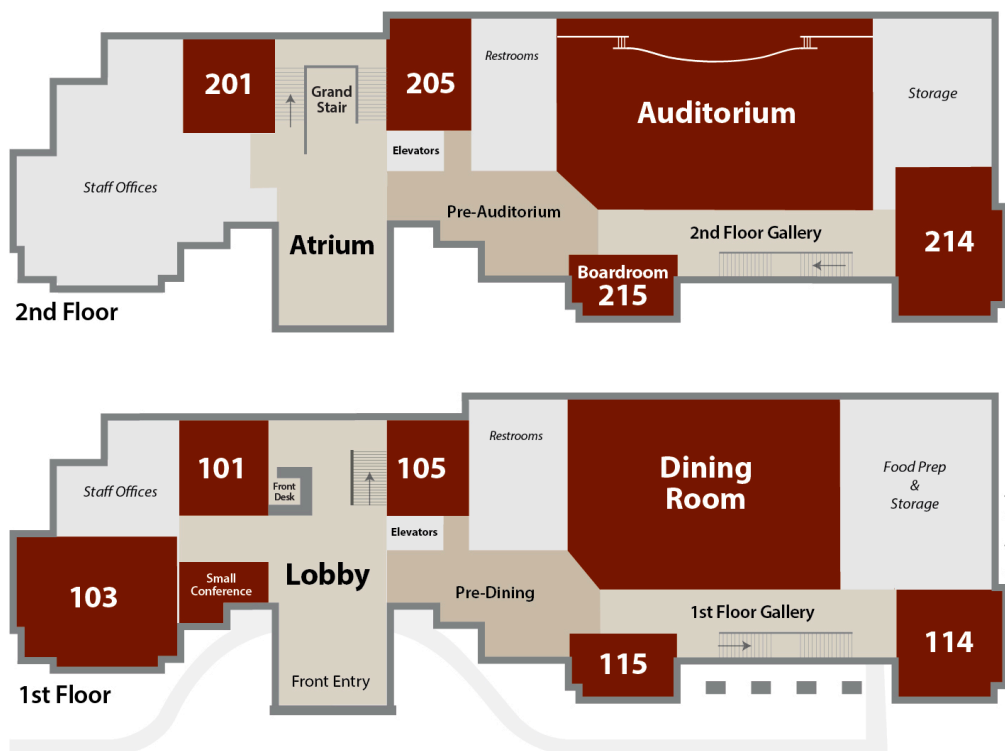 201
Grand
Stair
205
Restrooms
Auditorium
Storage
Elevators
Staff Offices
Pre-Auditorium
Atrium
2nd Floor Gallery
214
Boardroom
215
2nd Floor
101
Front
Desk
105
Restrooms
Dining
Room
Food Prep
&
Storage
Staff Offices
Elevators
103
Small
Conference
Lobby
Pre-Dining
1st Floor Gallery
115
114
Front Entry
1st Floor